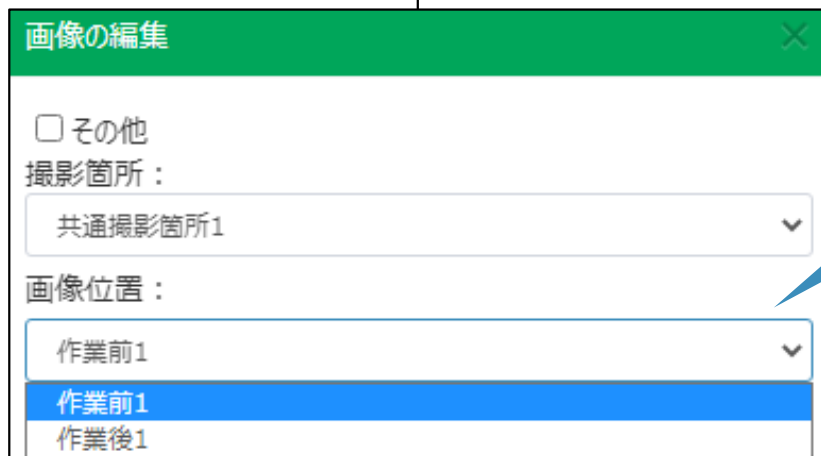 画像の編集
その他
撮影箇所：
共通撮影箇所1
画像位置：
作業前1
作業前1
作業後1